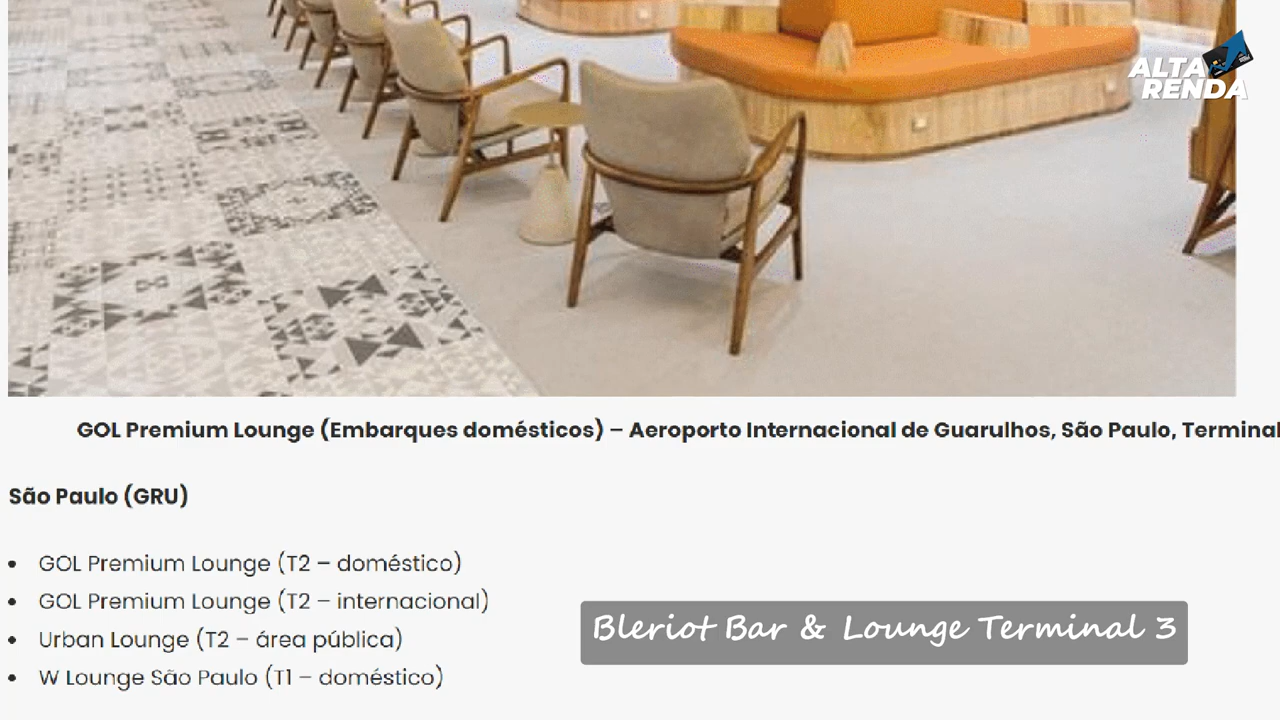 ALTA
RENDA
GOL Premium Lounge (Embarques domésticos) – Aeroporto Internacional de Guarulhos, São Paulo, Terminal
São Paulo (GRU)
• GOL Premium Lounge (T2 – doméstico)
• GOL Premium Lounge (T2 – internacional)
• Urban Lounge (T2 – área pública)
• W Lounge São Paulo (T1 – doméstico)
Bleriot Bar & Lounge Terminal 3